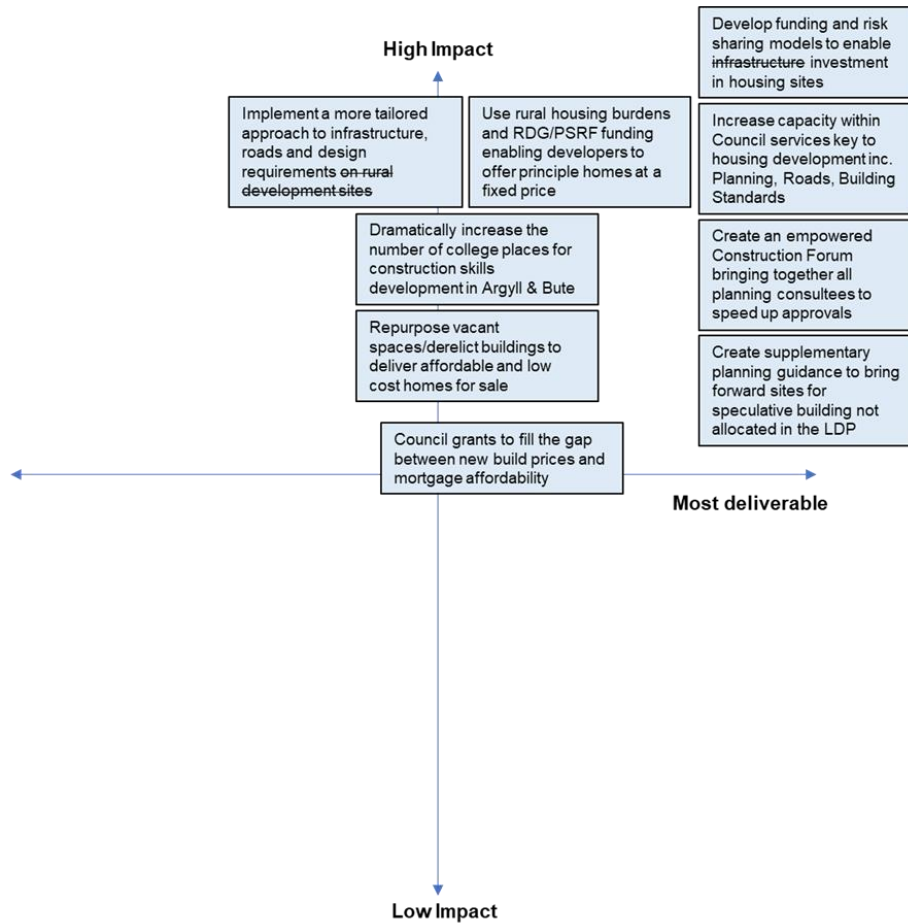 High Impact
Develop funding and risk
sharing models to enable
infrastructure investment
in housing sites
Implement a more tailored
approach to infrastructure,
roads and design
requirements on rural
development sites
Use rural housing burdens
and RDG/PSRF funding
enabling developers to
offer principle homes at a
fixed price
Increase capacity within
Council services key to
housing development inc.
Planning, Roads, Building
Standards
Dramatically increase the
number of college places for
construction skills
development in Argyll & Bute
Create an empowered
Construction Forum
bringing together all
planning consultees to
speed up approvals
Repurpose vacant
spaces/derelict buildings to
deliver affordable and low
cost homes for sale
Create supplementary
planning guidance to bring
forward sites for
speculative building not
allocated in the LDP
Council grants to fill the gap
between new build prices and
mortgage affordability
Most deliverable
Low Impact